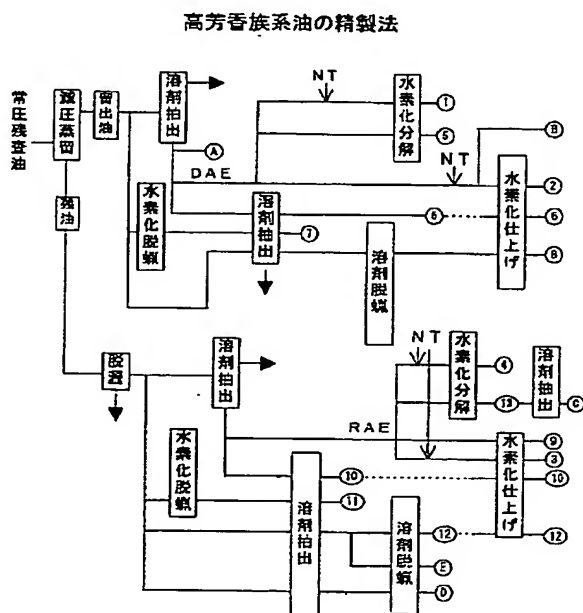 高芳香族系油の精製法
常圧残査油
減圧蒸留
留出油
溶剤抽出
NT
水素化分解
①
⑤
Ⓐ
DAE
NT
Ⓑ
残油
水素化脱蝋
溶剤抽出
⑦
⑥
溶剤脱蝋
水素化仕上げ
②
⑥
⑧
脱瀝
溶剤抽出
NT
水素化分解
④
⑬
溶剤抽出
Ⓒ
RAE
水素化脱蝋
溶剤抽出
⑩
⑪
水素化仕上げ
⑨
③
⑩
溶剤脱蝋
⑫
⑫
Ⓔ
Ⓓ